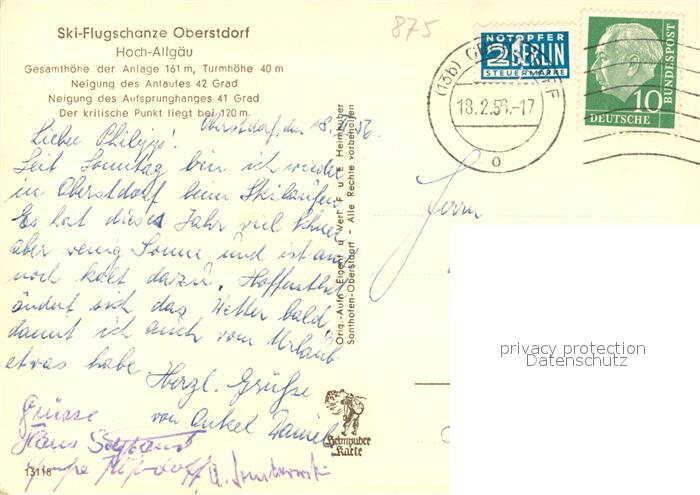 Ski-Flugschanze Oberstdorf
Hoch-Allgäu
Gesamthöhe der Anlage 161 m, Turmhöhe 40 m
Neigung des Anlaufes 42 Grad
Neigung des Aufsprunghanges 41 Grad
Der kritische Punkt liegt bei 120 m
875
NOTOPFER
2 BERLIN
STEUERMARKE
(13b)
18.2.56.-17
10
DEUTSCHE
BUNDESPOST
Oberstdorf, den 18.
Lieber Philipp!
Seit Sonntag bin ich wieder
in Oberstdorf beim Skilaufen
Es hat dieses Jahr viel Schnee
aber wenig Sonne und ist auch
noch kalt dazu. Hoffentlich
ändert sich das Wetter bald,
damit ich auch vom Urlaub
etwas habe
Herzl. Grüße
von Onkel Daniel
Grüsse
Hans
Herrn
Orig.-Aufn. Eigent. u. Verl. F. u. E. Heimhuber
Sonthofen-Oberstdorf - Alle Rechte vorbehalten
Heimhuber
Karte
13118
privacy protection
Datenschutz